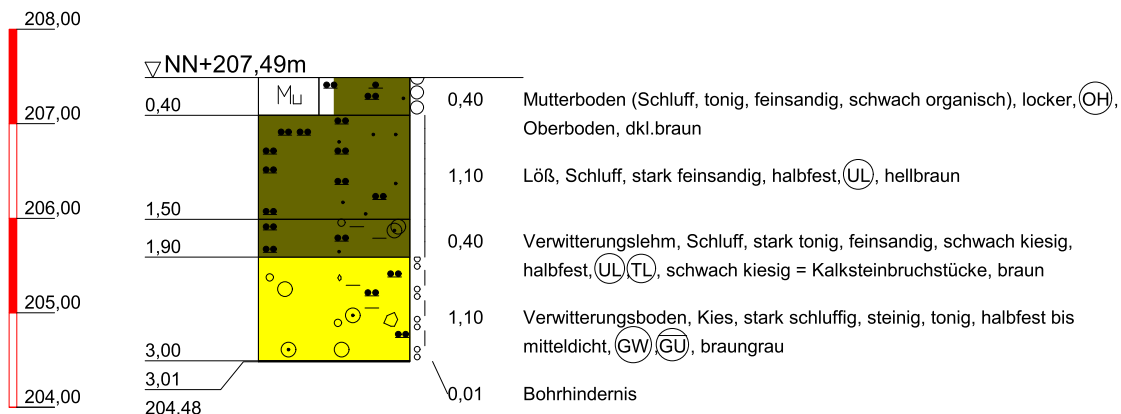 208,00
▽ NN+207,49m
Mu
0,40 0,40 Mutterboden (Schluff, tonig, feinsandig, schwach organisch), locker, OH,
Oberboden, dkl.braun
207,00
1,10 Löß, Schluff, stark feinsandig, halbfest, UL, hellbraun
206,00
1,50
0,40 Verwitterungslehm, Schluff, stark tonig, feinsandig, schwach kiesig,
halbfest, UL, TL, schwach kiesig = Kalksteinbruchstücke, braun
1,90
205,00
1,10 Verwitterungsboden, Kies, stark schluffig, steinig, tonig, halbfest bis
mitteldicht, GW, G̅U̅, braungrau
3,00
3,01
0,01 Bohrhindernis
204,00
204.48